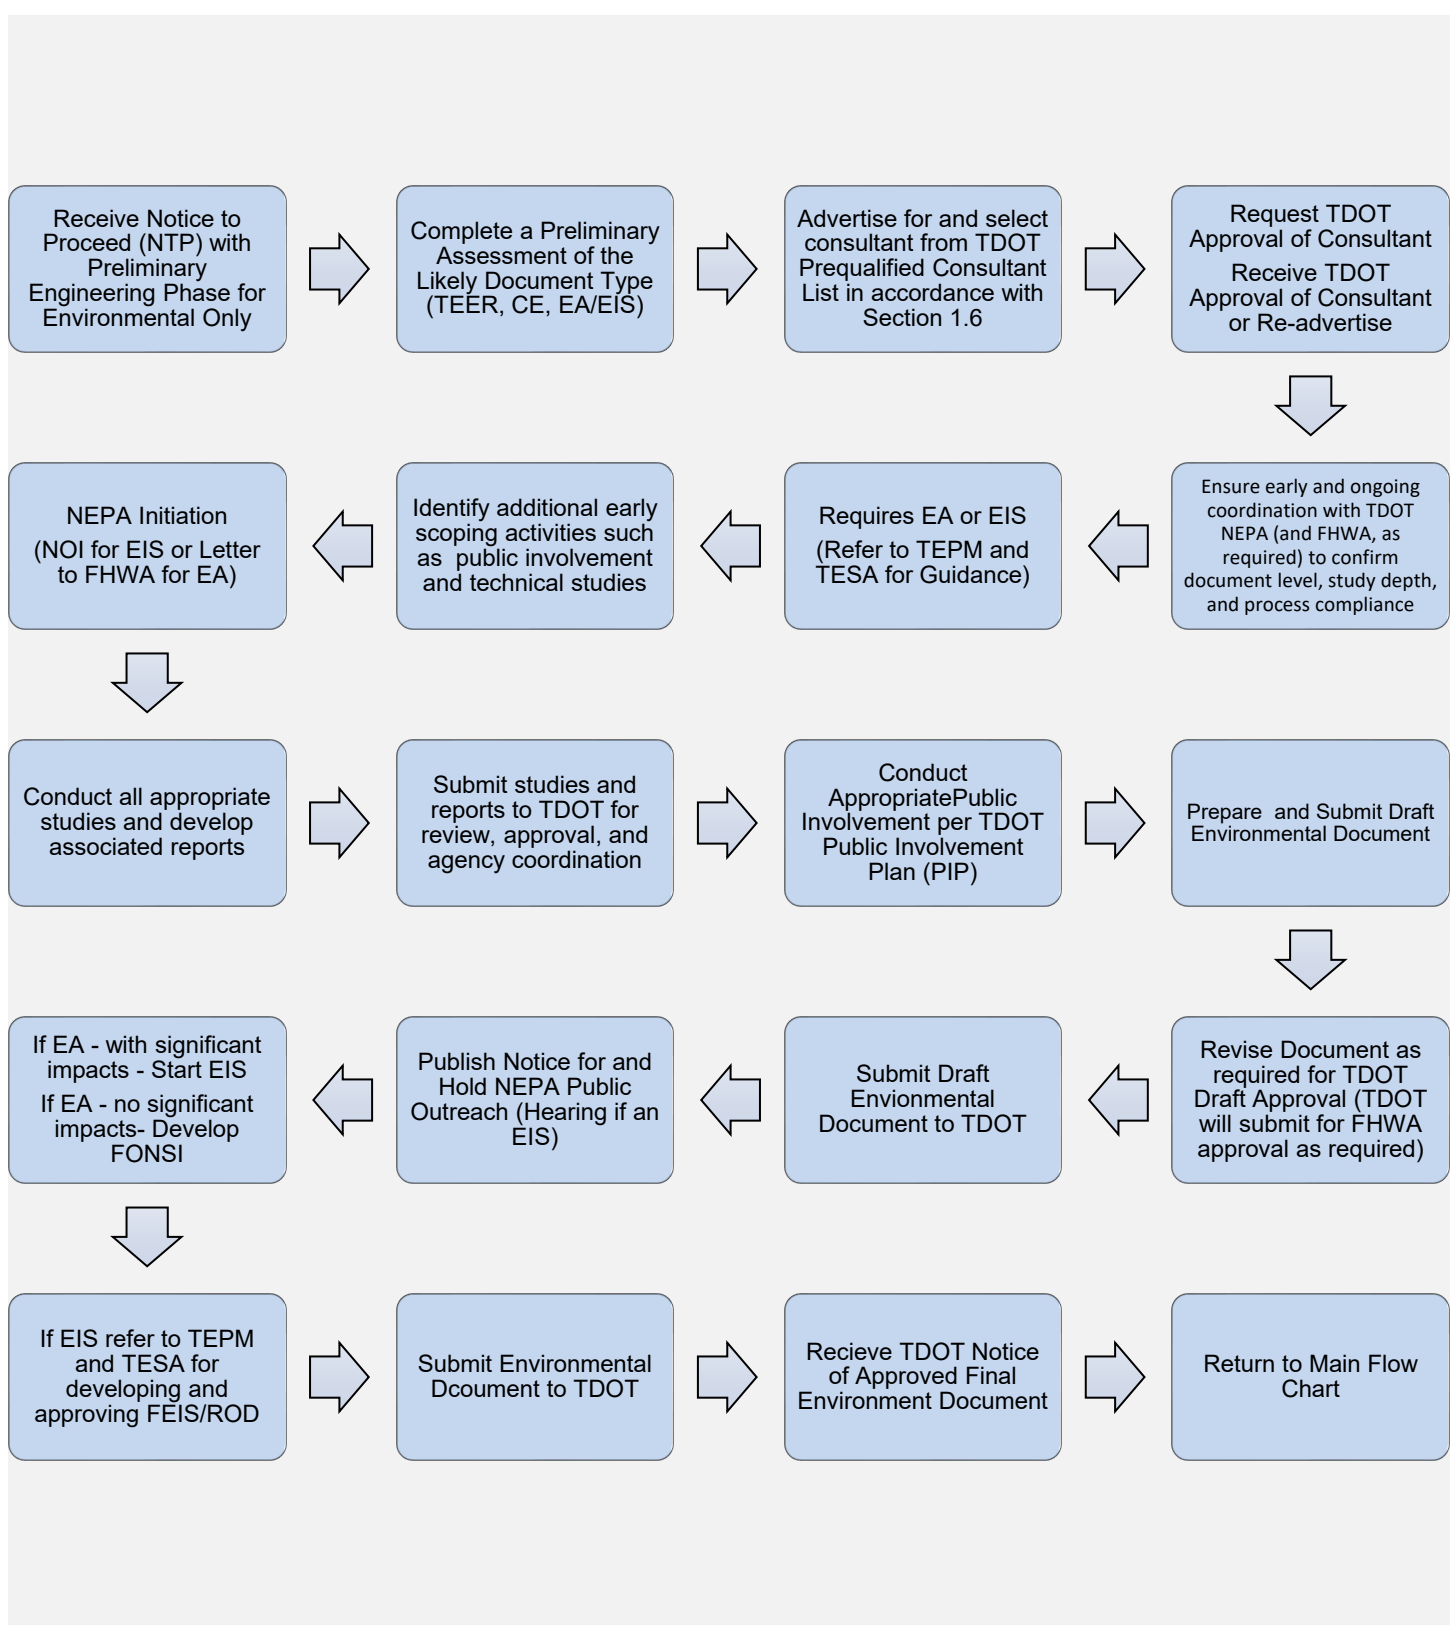 Receive Notice to
Proceed (NTP) with
Preliminary
Engineering Phase for
Environmental Only
Complete a Preliminary
Assessment of the
Likely Document Type
(TEER, CE, EA/EIS)
Advertise for and select
consultant from TDOT
Prequalified Consultant
List in accordance with
Section 1.6
Request TDOT
Approval of Consultant
Receive TDOT
Approval of Consultant
or Re-advertise
Ensure early and ongoing
coordination with TDOT
NEPA (and FHWA, as
required) to confirm
document level, study depth,
and process compliance
Requires EA or EIS
(Refer to TEPM and
TESA for Guidance)
Identify additional early
scoping activities such
as  public involvement
and technical studies
NEPA Initiation
(NOI for EIS or Letter
to FHWA for EA)
Conduct all appropriate
studies and develop
associated reports
Submit studies and
reports to TDOT for
review, approval, and
agency coordination
Conduct
AppropriatePublic
Involvement per TDOT
Public Involvement
Plan (PIP)
Prepare  and Submit Draft
Environmental Document
Revise Document as
required for TDOT
Draft Approval (TDOT
will submit for FHWA
approval as required)
Submit Draft
Envionmental
Document to TDOT
Publish Notice for and
Hold NEPA Public
Outreach (Hearing if an
EIS)
If EA - with significant
impacts - Start EIS
If EA - no significant
impacts- Develop
FONSI
If EIS refer to TEPM
and TESA for
developing and
approving FEIS/ROD
Submit Environmental
Dcoument to TDOT
Recieve TDOT Notice
of Approved Final
Environment Document
Return to Main Flow
Chart